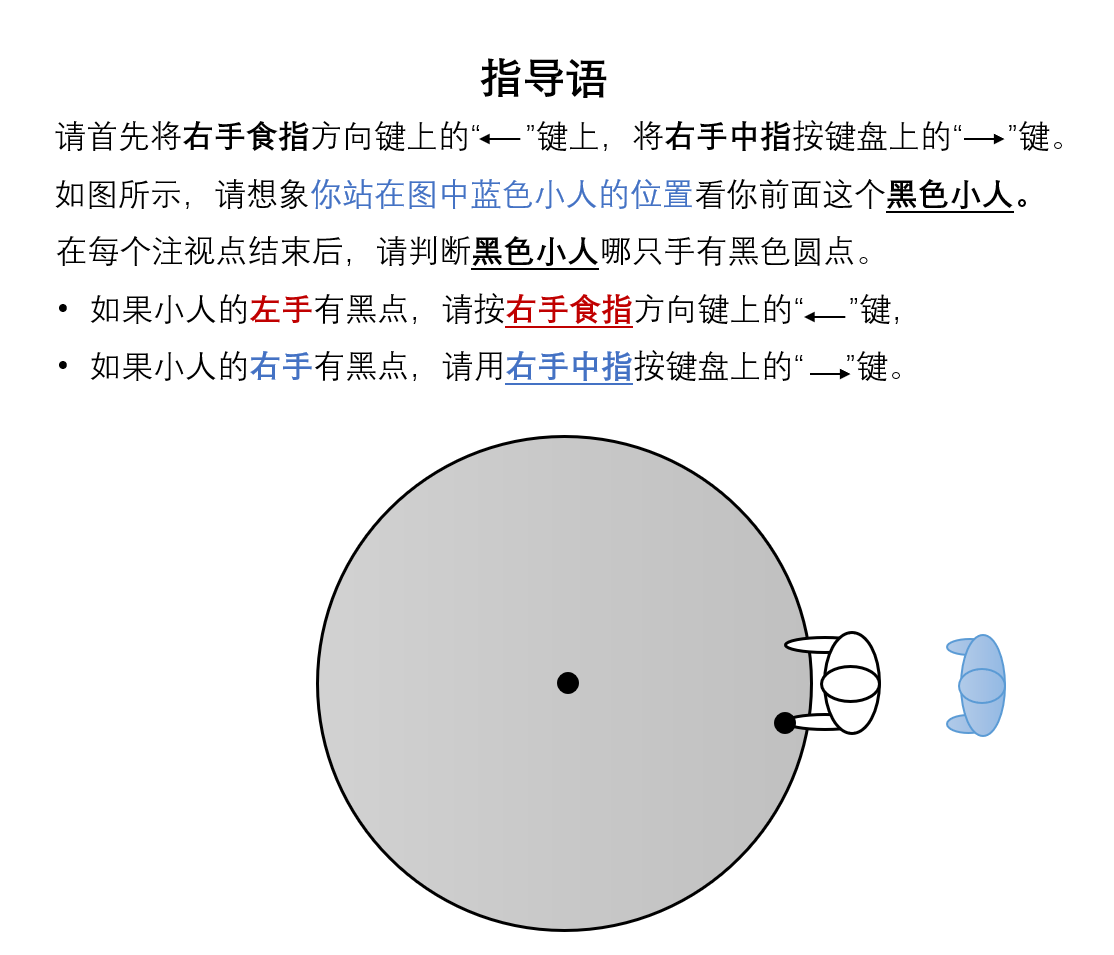 指导语
请首先将右手食指方向键上的“←”键上，将右手中指按键盘上的“→”键。
如图所示，请想象你站在图中蓝色小人的位置看你前面这个黑色小人。
在每个注视点结束后，请判断黑色小人哪只手有黑色圆点。
• 如果小人的左手有黑点，请按右手食指方向键上的“←”键,
• 如果小人的右手有黑点，请用右手中指按键盘上的“→”键。